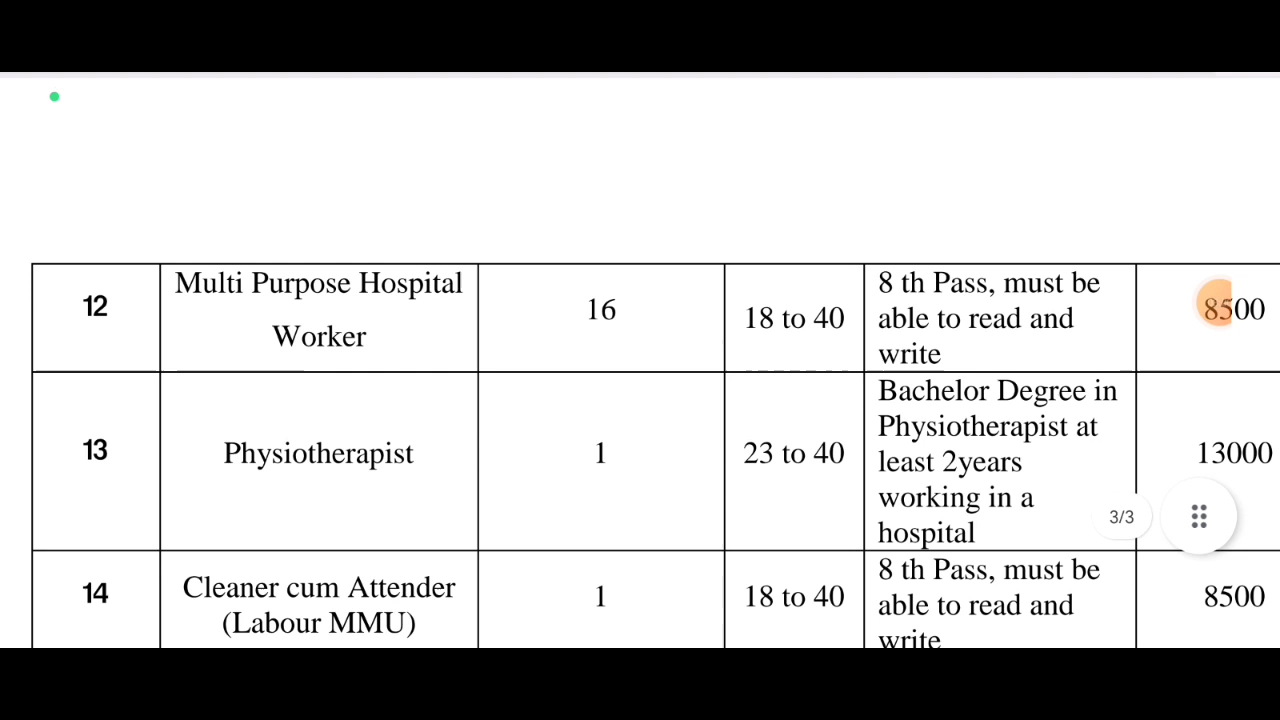 12
Multi Purpose Hospital
Worker
16
18 to 40
8 th Pass, must be
able to read and
write
8500
13
Physiotherapist
1
23 to 40
Bachelor Degree in
Physiotherapist at
least 2years
working in a
hospital
13000
3/3
14
Cleaner cum Attender
(Labour MMU)
1
18 to 40
8 th Pass, must be
able to read and
write
8500